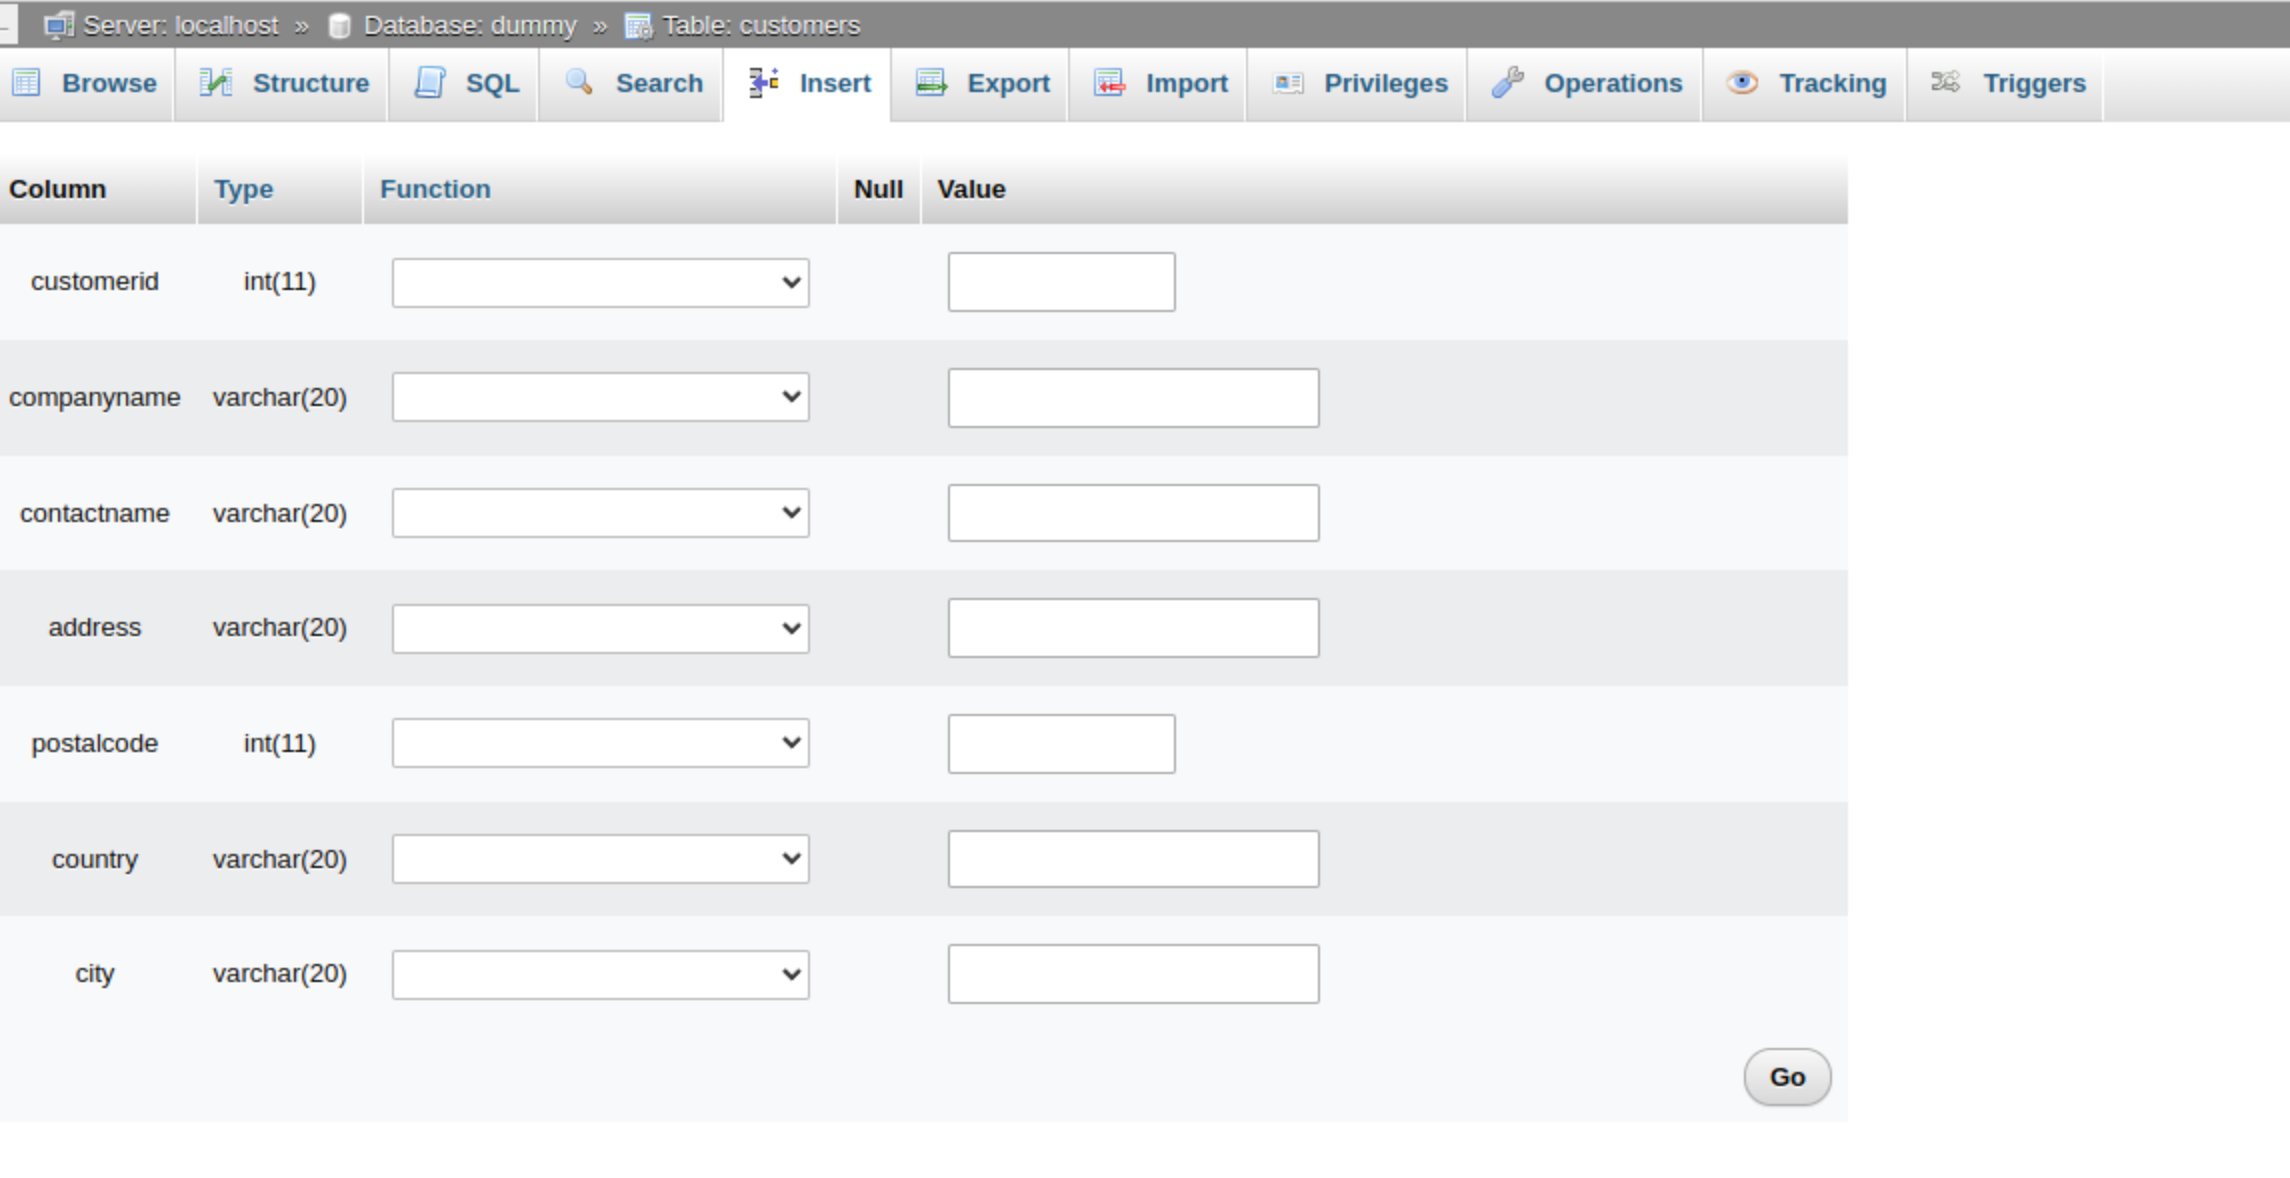 Server: localhost » Database: dummy » Table: customers
Browse Structure SQL Search Insert Export Import Privileges Operations Tracking Triggers
Column Type Function Null Value
customerid int(11)
companyname varchar(20)
contactname varchar(20)
address varchar(20)
postalcode int(11)
country varchar(20)
city varchar(20)
Go